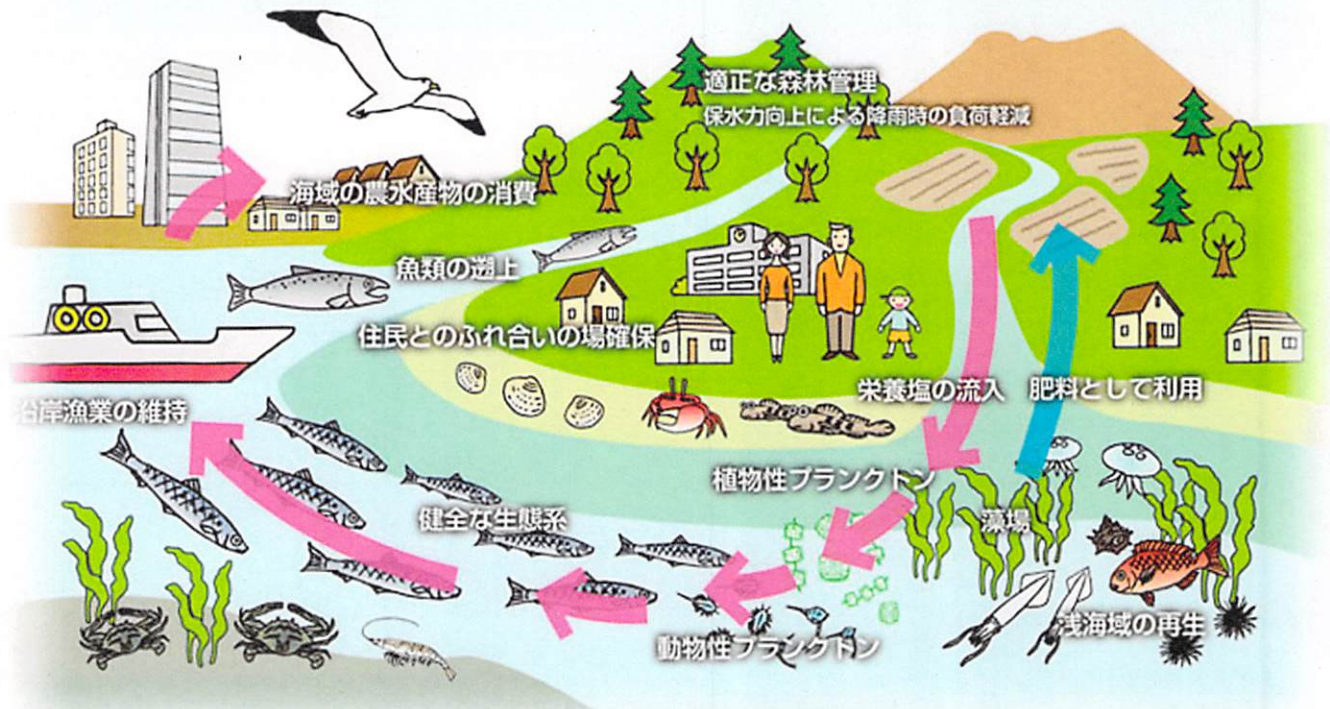 適正な森林管理
保水力向上による降雨時の負荷軽減
海域の農水産物の消費
魚類の遡上
住民とのふれ合いの場確保
栄養塩の流入
肥料として利用
沿岸漁業の維持
植物性プランクトン
健全な生態系
藻場
浅海域の再生
動物性プランクトン